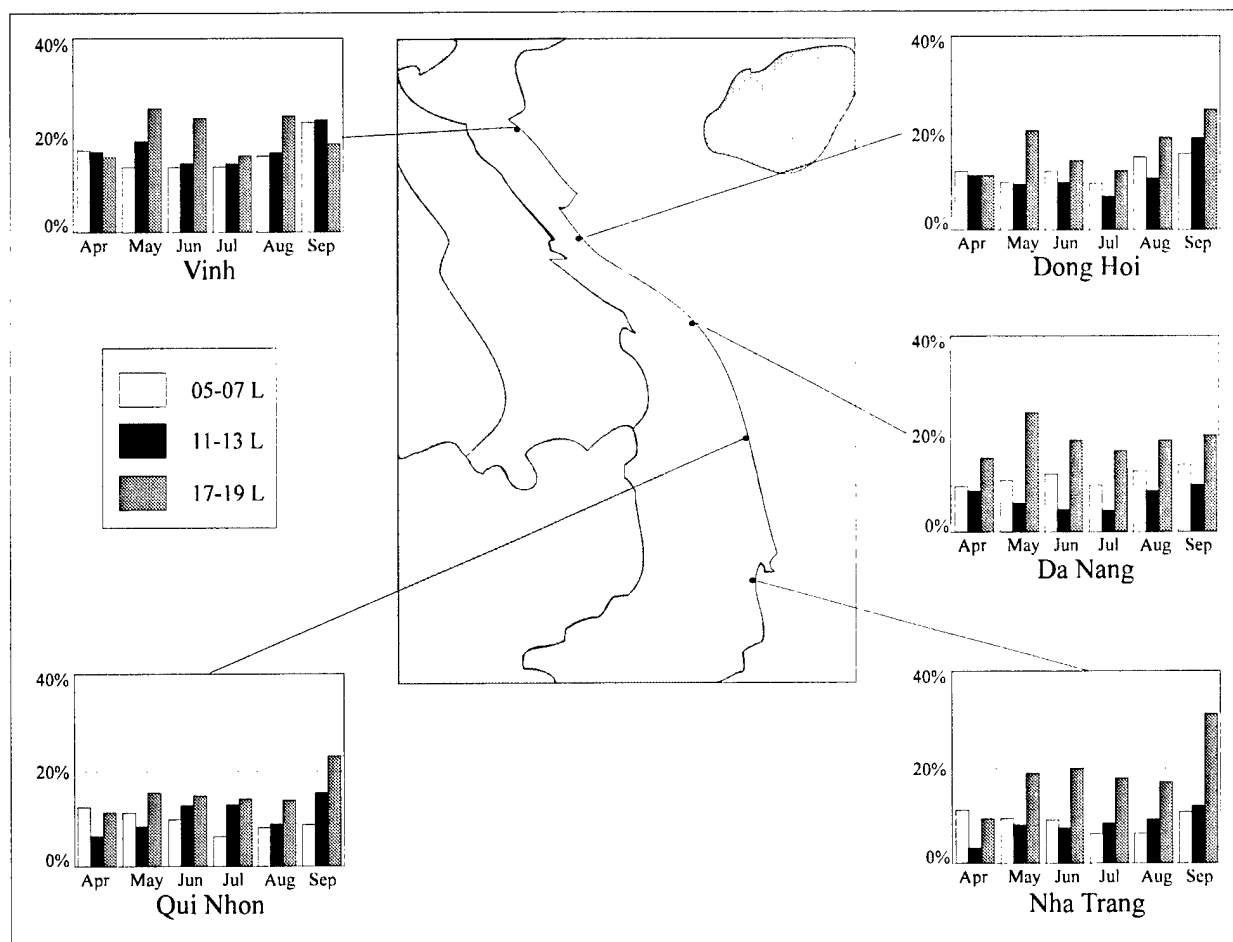 40%
20%
0%
Apr May Jun Jul Aug Sep
Vinh
40%
20%
0%
Apr May Jun Jul Aug Sep
Dong Hoi
05-07 L
11-13 L
17-19 L
40%
20%
0%
Apr May Jun Jul Aug Sep
Da Nang
40%
20%
0%
Apr May Jun Jul Aug Sep
Qui Nhon
40%
20%
0%
Apr May Jun Jul Aug Sep
Nha Trang